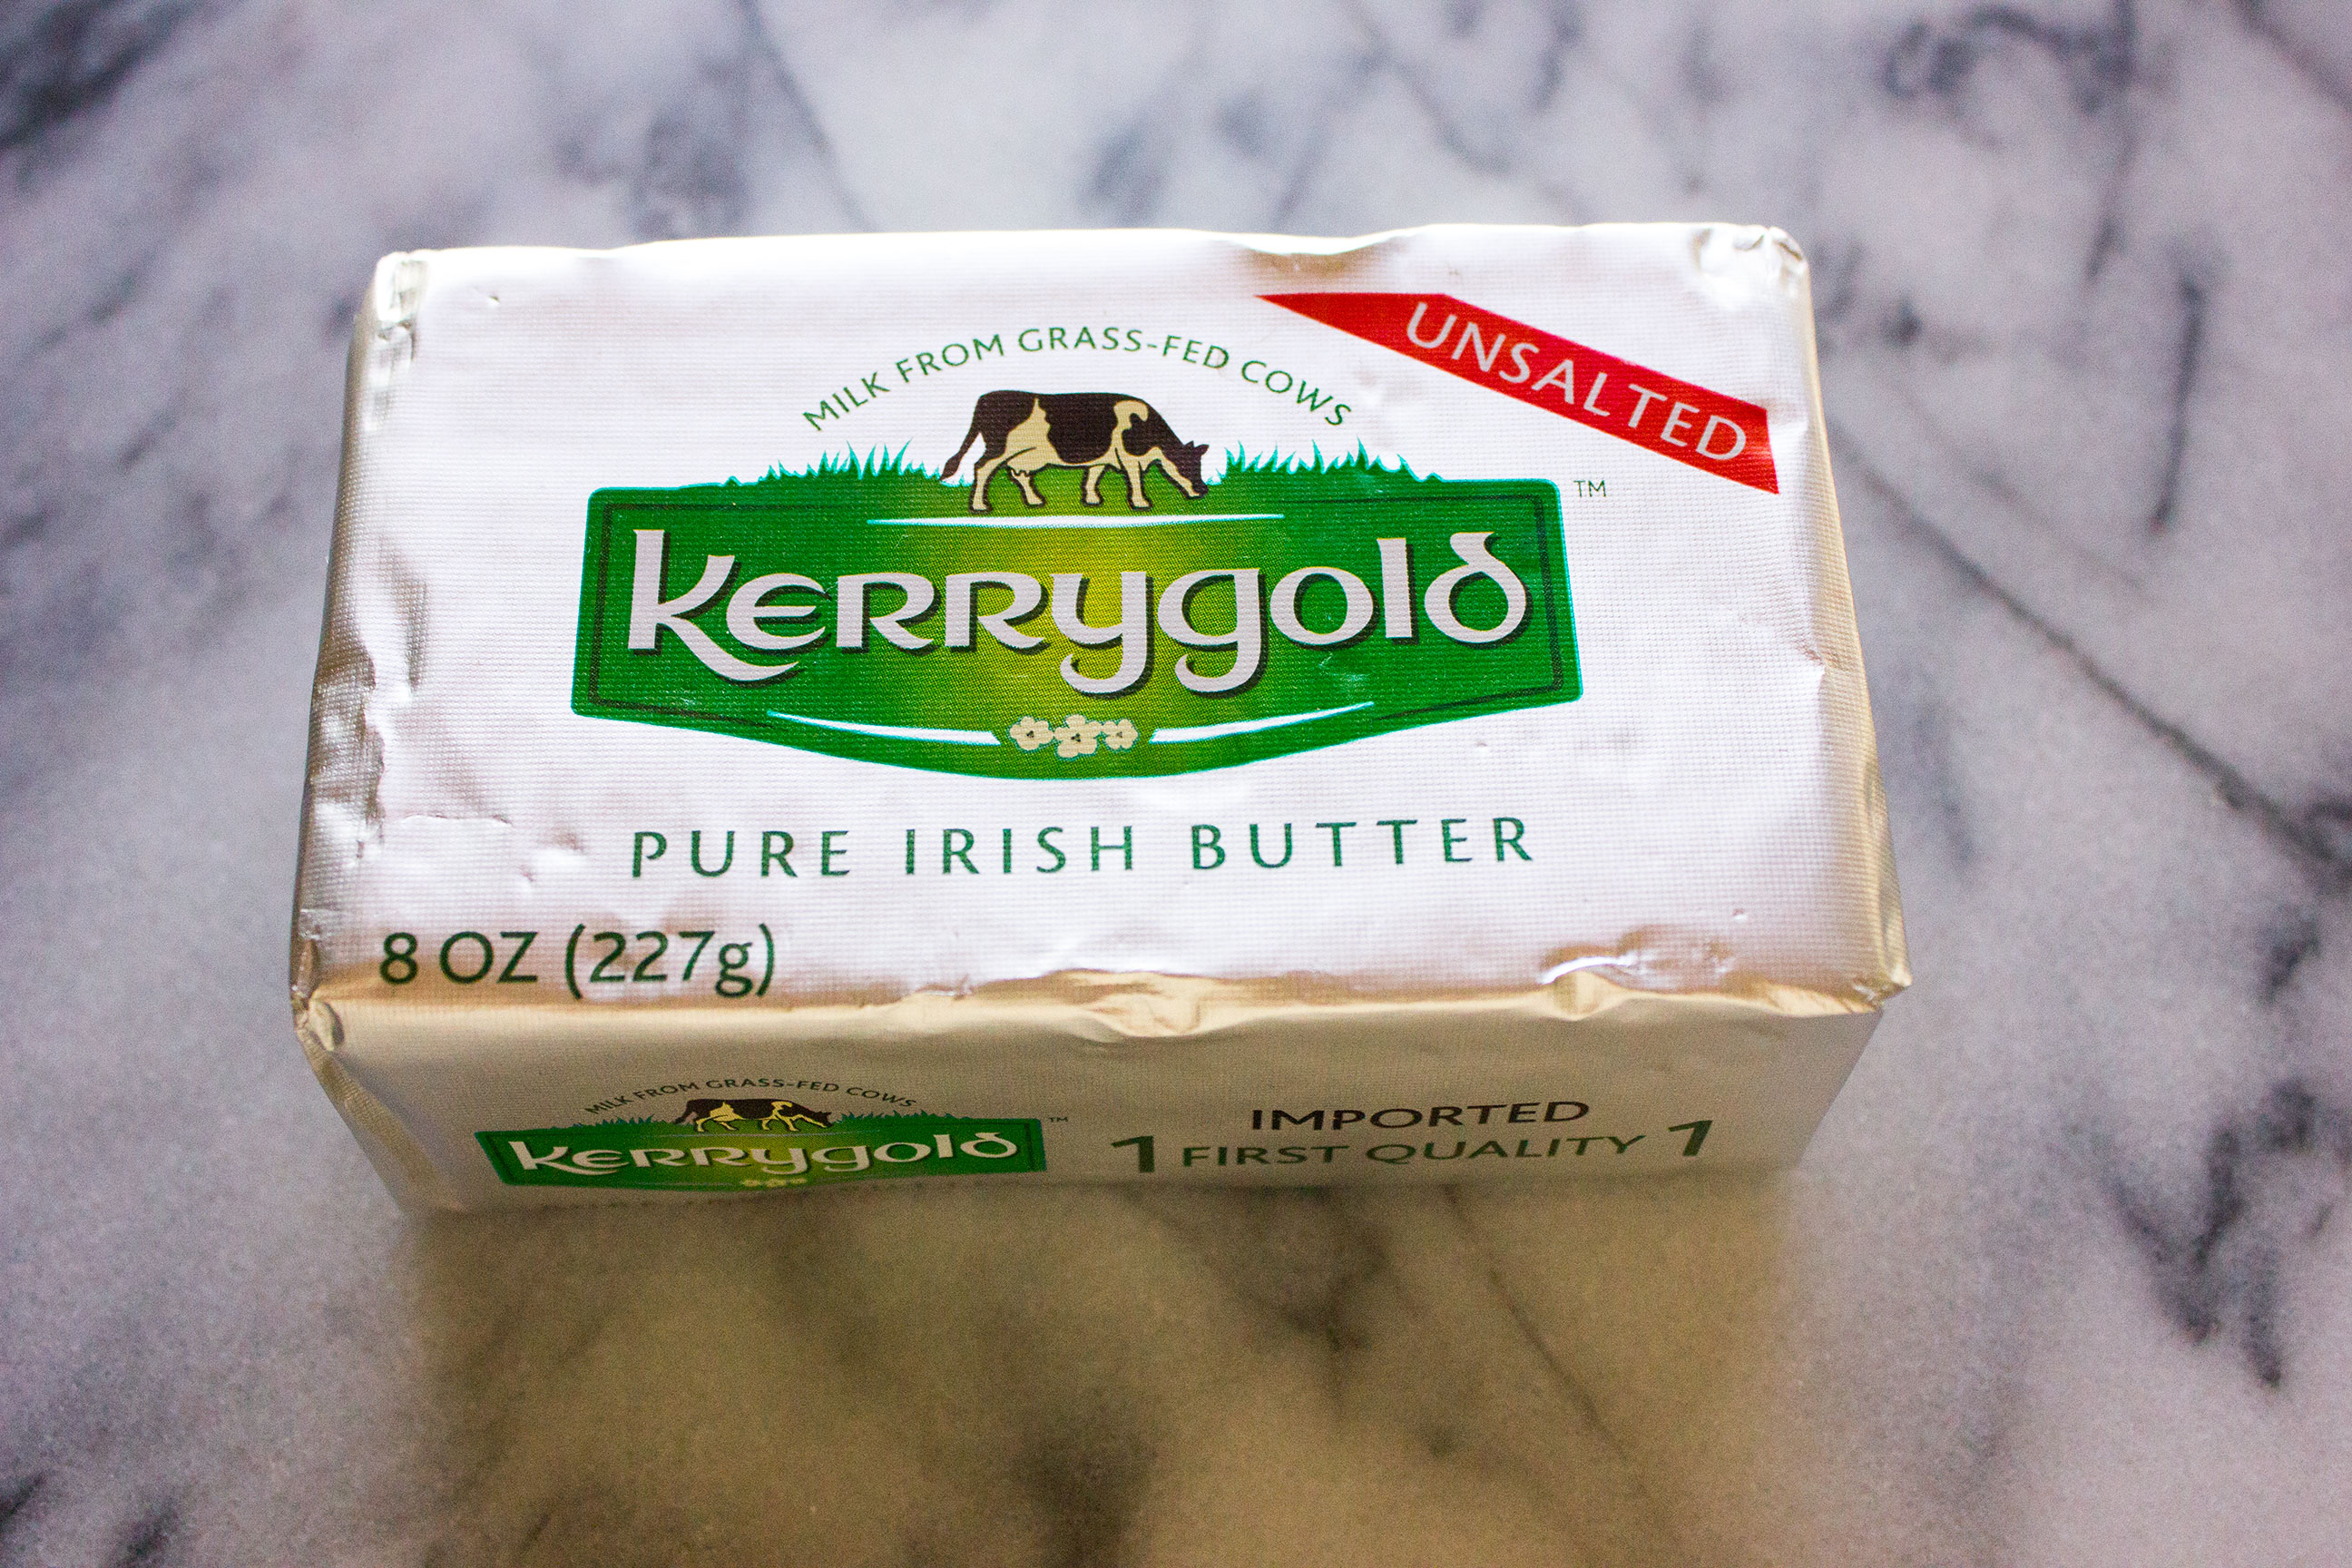 UNSALTED
MILK FROM GRASS-FED COWS
TM
Kerrygold
PURE IRISH BUTTER
8 OZ (227g)
MILK FROM GRASS-FED COWS
TM
Kerrygold
IMPORTED
1 FIRST QUALITY 1